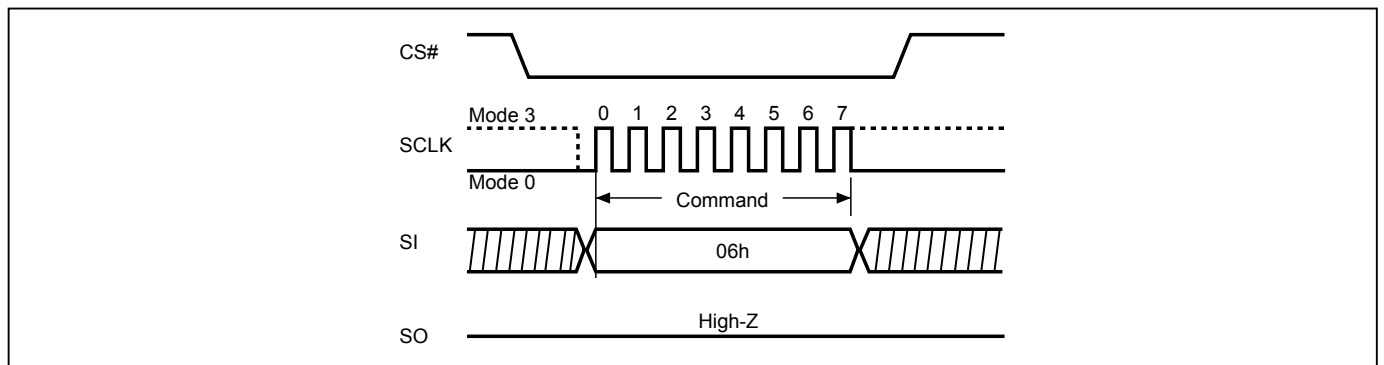 CS#
Mode 3 0 1 2 3 4 5 6 7
SCLK
Mode 0
Command
SI
06h
High-Z
SO